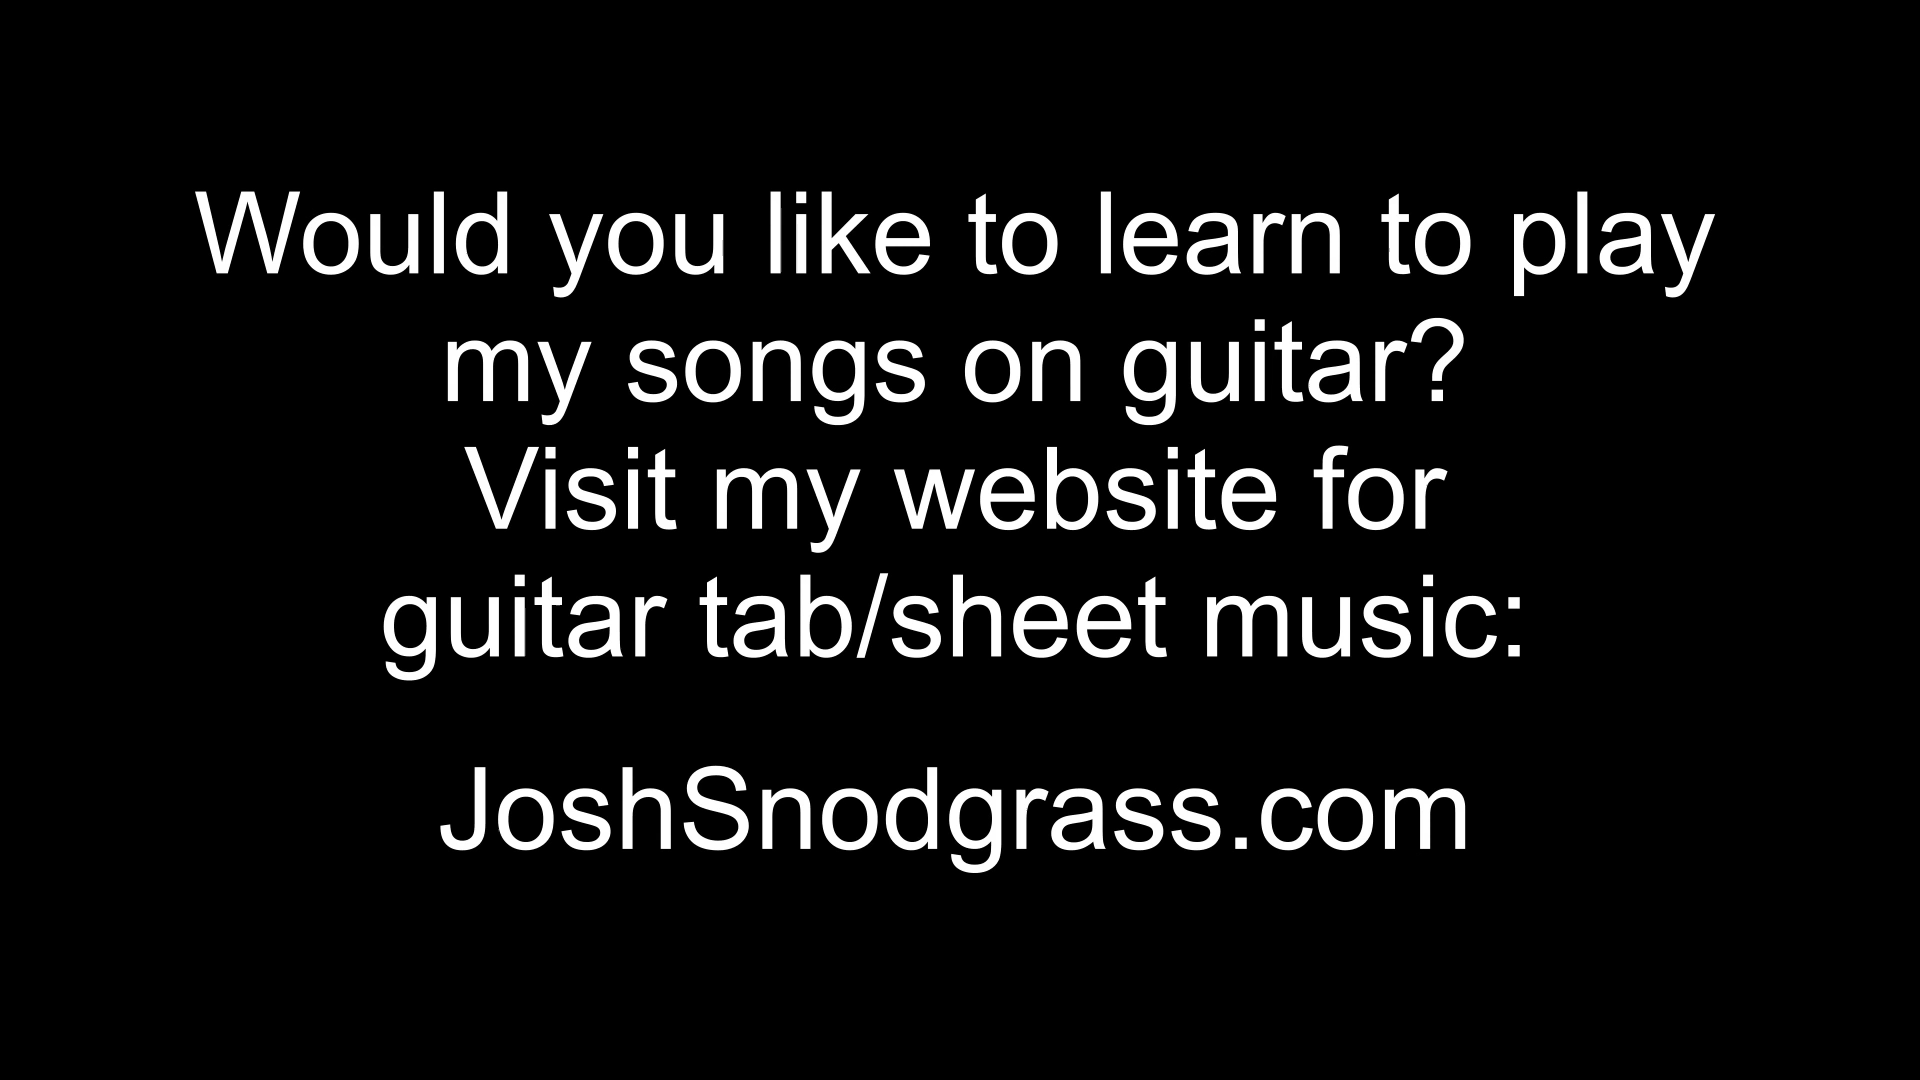 Would you like to learn to play
my songs on guitar?
Visit my website for
guitar tab/sheet music:
JoshSnodgrass.com